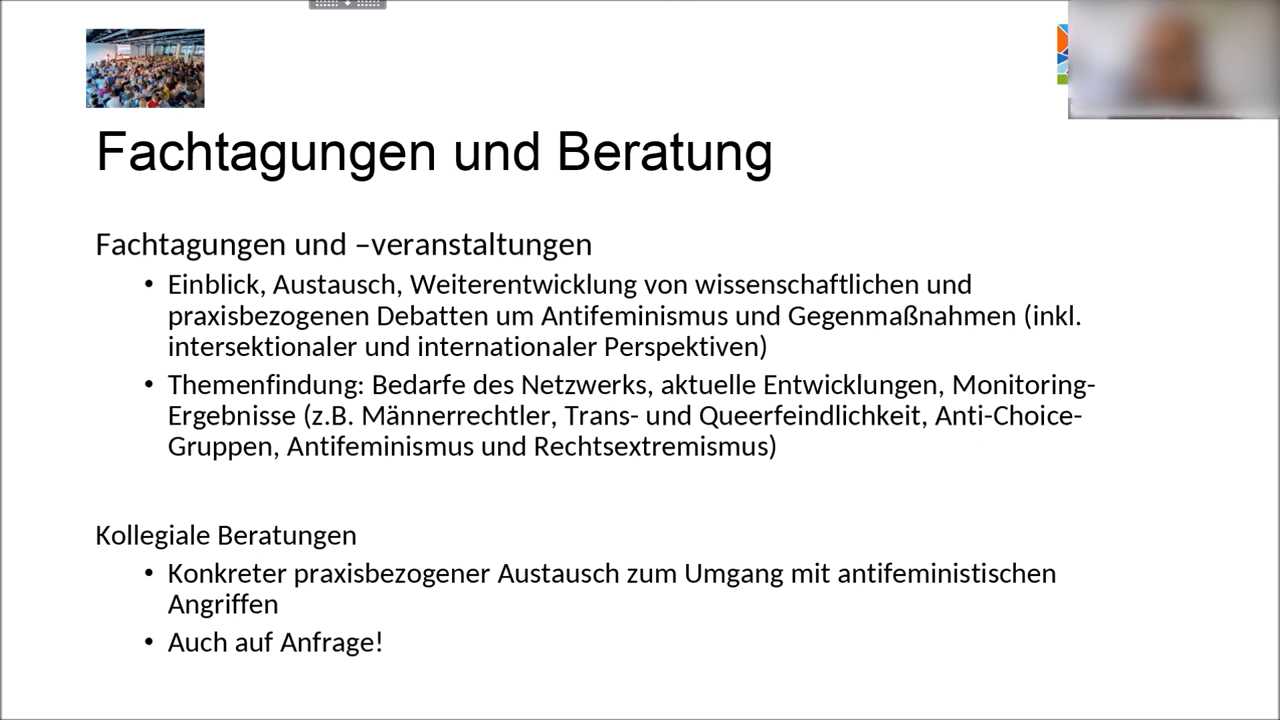 Fachtagungen und Beratung
Fachtagungen und –veranstaltungen
• Einblick, Austausch, Weiterentwicklung von wissenschaftlichen und
praxisbezogenen Debatten um Antifeminismus und Gegenmaßnahmen (inkl.
intersektionaler und internationaler Perspektiven)
• Themenfindung: Bedarfe des Netzwerks, aktuelle Entwicklungen, Monitoring-
Ergebnisse (z.B. Männerrechtler, Trans- und Queerfeindlichkeit, Anti-Choice-
Gruppen, Antifeminismus und Rechtsextremismus)
Kollegiale Beratungen
• Konkreter praxisbezogener Austausch zum Umgang mit antifeministischen
Angriffen
• Auch auf Anfrage!